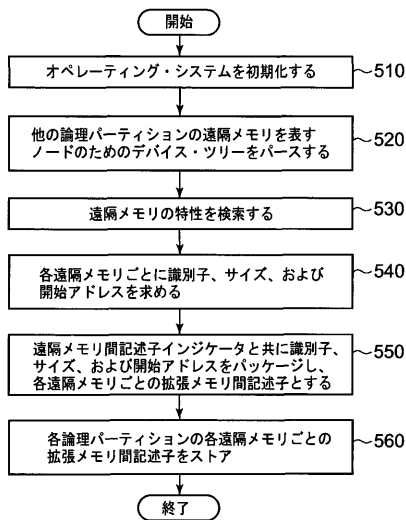 開始
オペレーティング・システムを初期化する
510
他の論理パーティションの遠隔メモリを表す
ノードのためのデバイス・ツリーをパースする
520
遠隔メモリの特性を検索する
530
各遠隔メモリごとに識別子、サイズ、および
開始アドレスを求める
540
遠隔メモリ間記述子インジケータと共に識別子、
サイズ、および開始アドレスをパッケージし、
各遠隔メモリごとの拡張メモリ間記述子とする
550
各論理パーティションの各遠隔メモリごとの
拡張メモリ間記述子をストア
560
終了